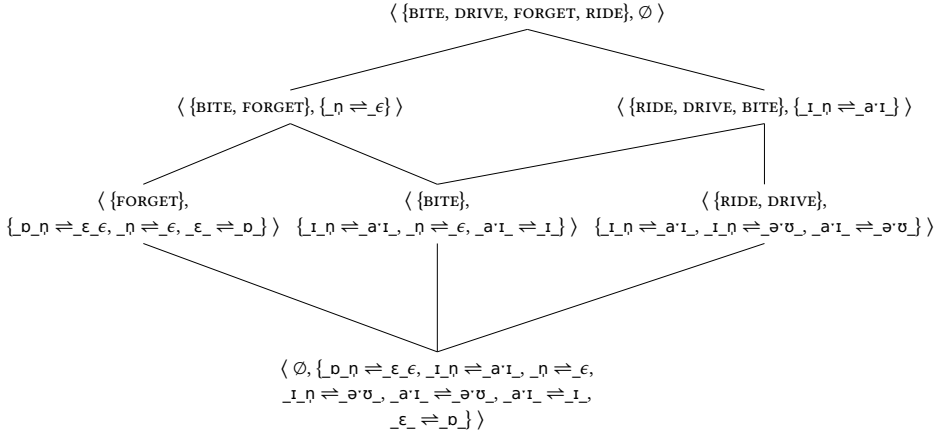 ⟨ {BITE, DRIVE, FORGET, RIDE}, ∅ ⟩
⟨ {BITE, FORGET}, {_n̩ ⇌ _ϵ} ⟩
⟨ {RIDE, DRIVE, BITE}, {_ɪ_n̩ ⇌ _aˑɪ_} ⟩
⟨ {FORGET},
{_ɒ_n̩ ⇌ _ɛ_ϵ, _n̩ ⇌ _ϵ, _ɛ_ ⇌ _ɒ_} ⟩
⟨ {BITE},
{_ɪ_n̩ ⇌ _aˑɪ_, _n̩ ⇌ _ϵ, _aˑɪ_ ⇌ _ɪ_} ⟩
⟨ {RIDE, DRIVE},
{_ɪ_n̩ ⇌ _aˑɪ_, _ɪ_n̩ ⇌ _əˑʊ_, _aˑɪ_ ⇌ _əˑʊ_} ⟩
⟨ ∅, {_ɒ_n̩ ⇌ _ɛ_ϵ, _ɪ_n̩ ⇌ _aˑɪ_, _n̩ ⇌ _ϵ,
_ɪ_n̩ ⇌ _əˑʊ_, _aˑɪ_ ⇌ _əˑʊ_, _aˑɪ_ ⇌ _ɪ_,
_ɛ_ ⇌ _ɒ_} ⟩